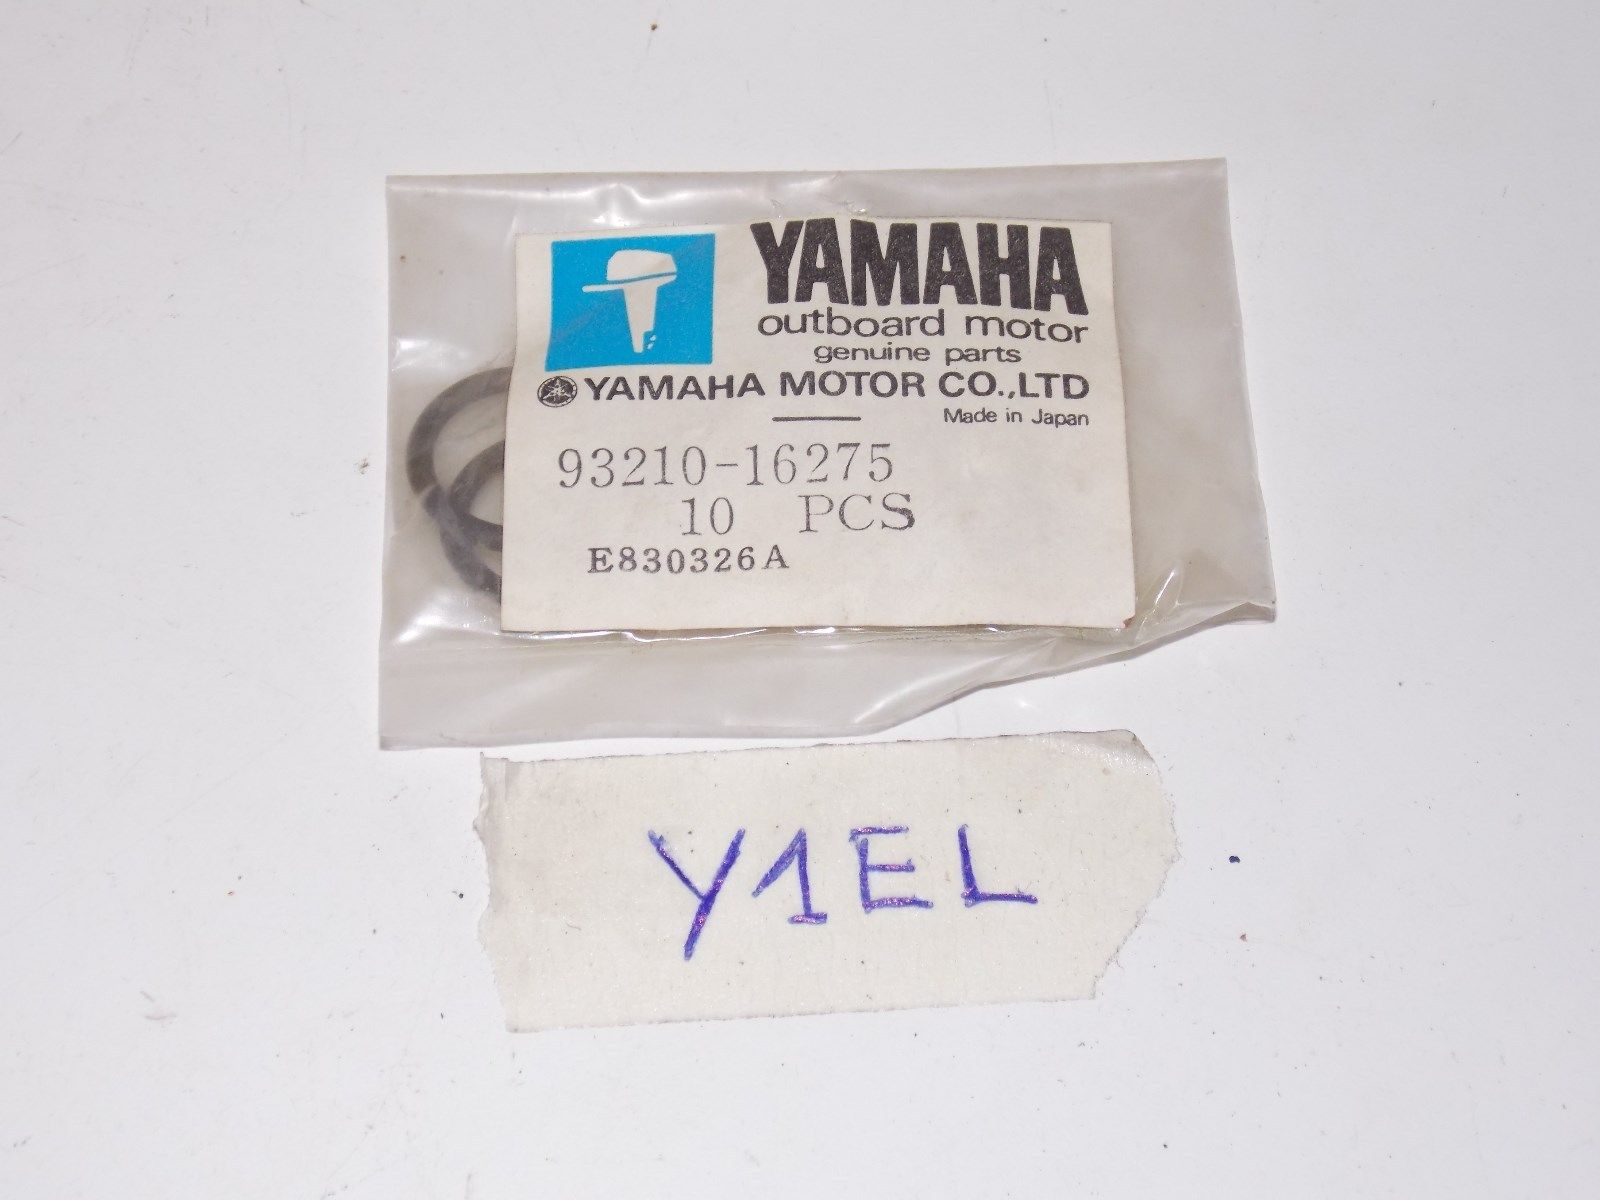 YAMAHA
outboard motor
genuine parts
YAMAHA MOTOR CO.,LTD
Made in Japan
93210-16275
10 PCS
E830326A
Y1EL